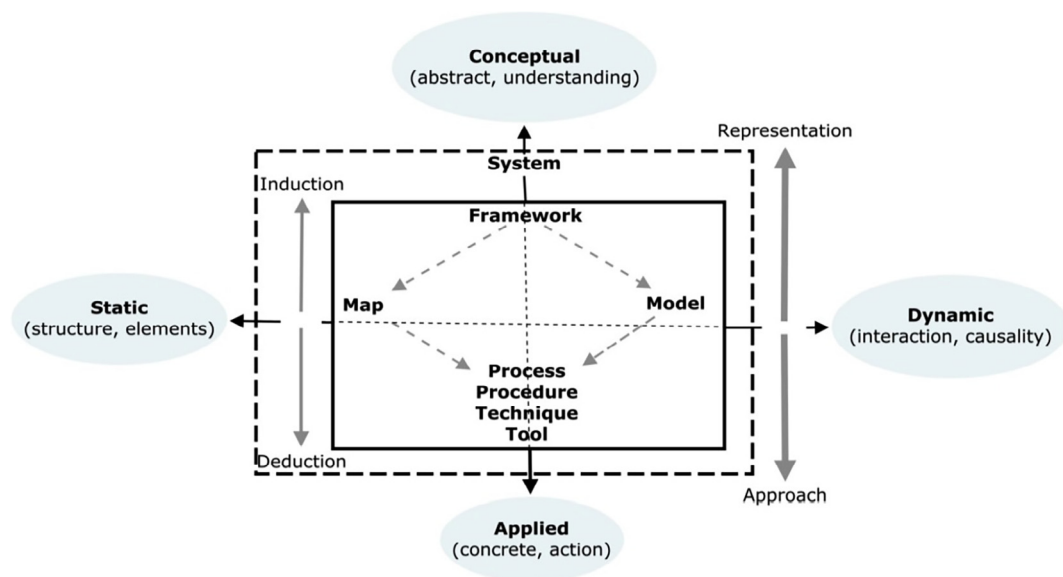 Conceptual
(abstract, understanding)
Representation
System
Induction
Framework
Static
(structure, elements)
Map
Model
Dynamic
(interaction, causality)
Process
Procedure
Technique
Tool
Deduction
Approach
Applied
(concrete, action)